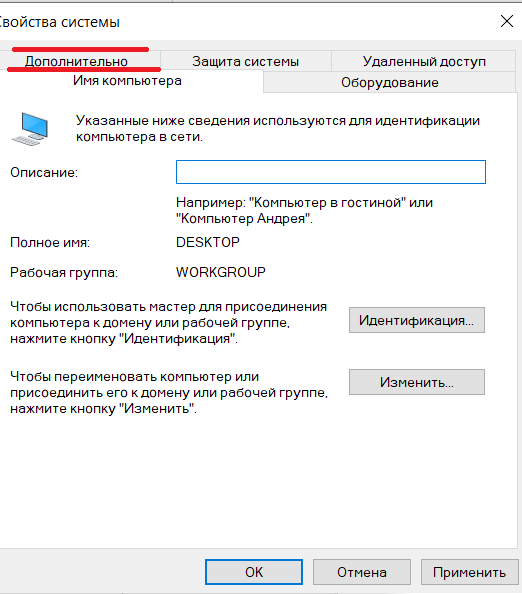 Свойства системы
Дополнительно
Защита системы
Удаленный доступ
Имя компьютера
Оборудование
Указанные ниже сведения используются для идентификации
компьютера в сети.
Описание:
Например: "Компьютер в гостиной" или
"Компьютер Андрея".
Полное имя:
DESKTOP
Рабочая группа:
WORKGROUP
Чтобы использовать мастер для присоединения
компьютера к домену или рабочей группе,
нажмите кнопку "Идентификация".
Идентификация...
Чтобы переименовать компьютер или
присоединить его к домену или рабочей группе,
нажмите кнопку "Изменить".
Изменить...
OK
Отмена
Применить